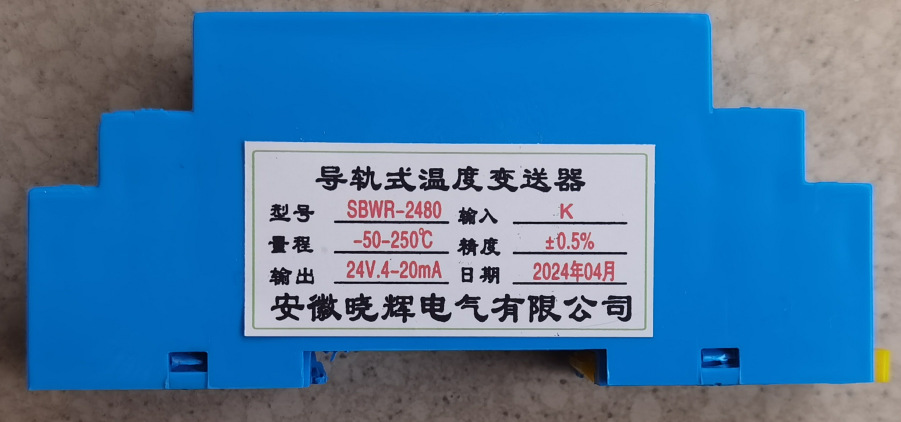 导轨式温度变送器
型号 SBWR-2480 输入 K
量程 -50-250℃ 精度 ±0.5%
输出 24V.4-20mA 日期 2024年04月
安徽晓辉电气有限公司